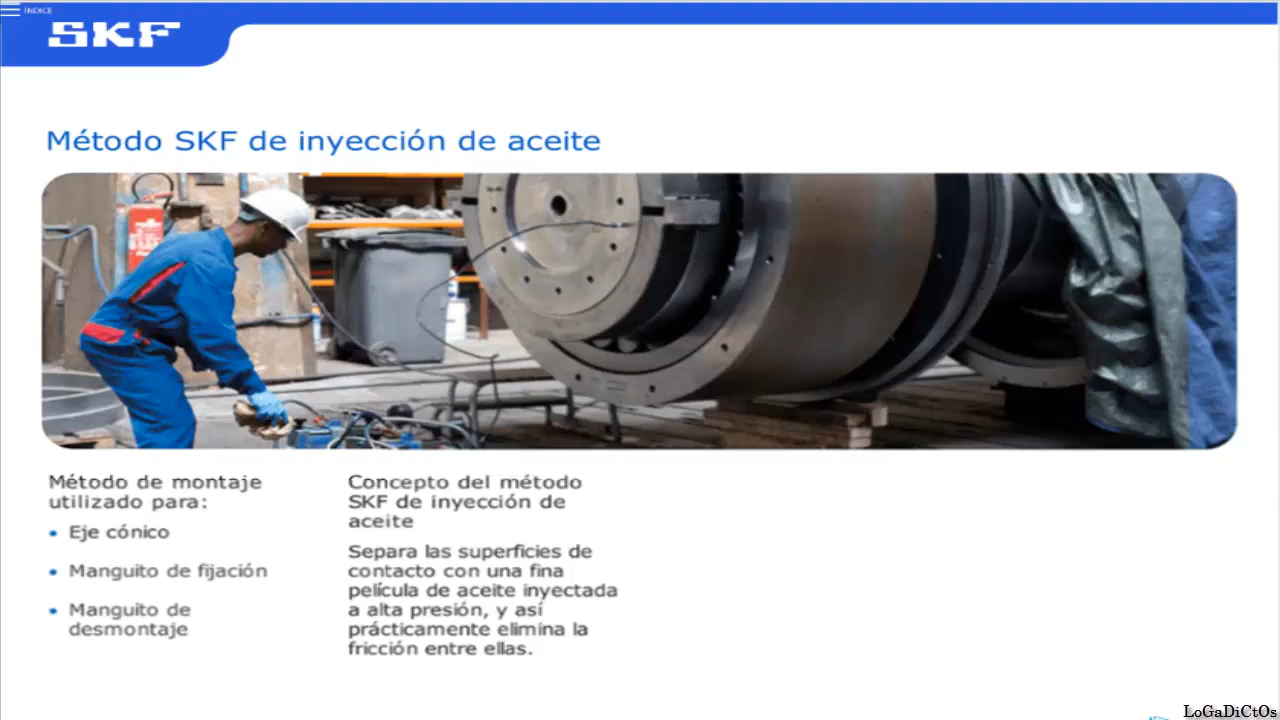 ÍNDICE
SKF
Método SKF de inyección de aceite
Método de montaje
utilizado para:
• Eje cónico
• Manguito de fijación
• Manguito de
desmontaje
Concepto del método
SKF de inyección de
aceite
Separa las superficies de
contacto con una fina
película de aceite inyectada
a alta presión, y así
prácticamente elimina la
fricción entre ellas.
LoGaDiCtOs